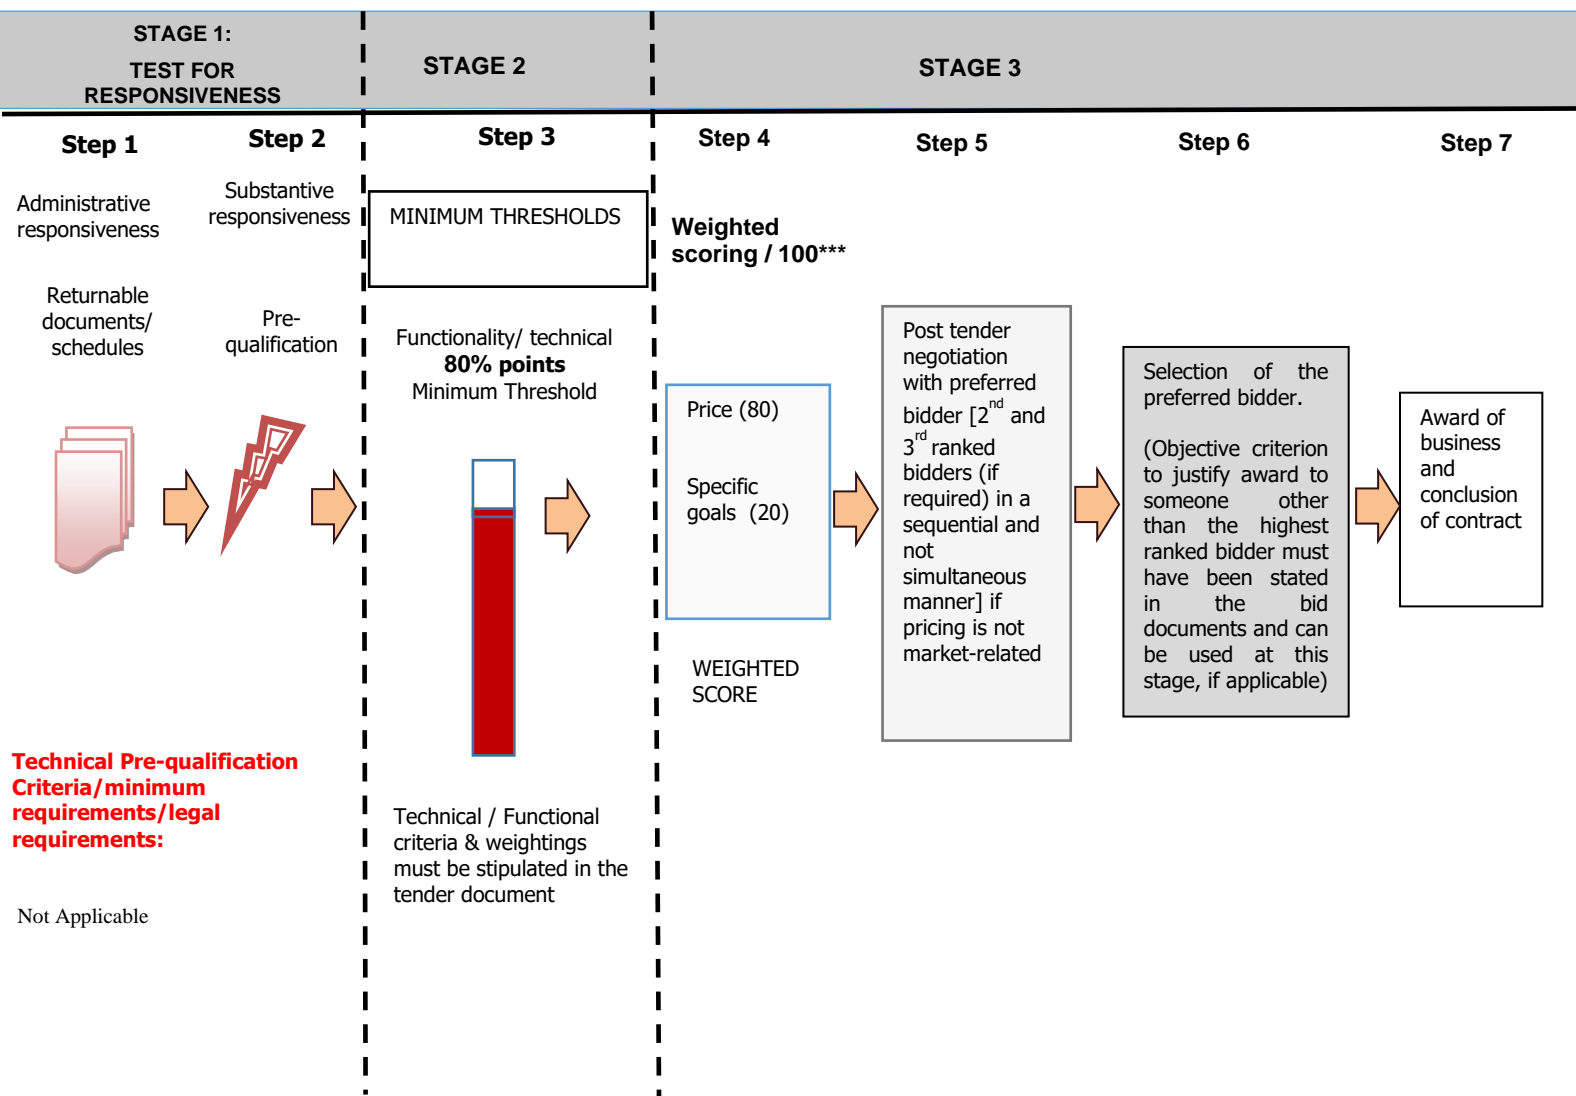 STAGE 1:
TEST FOR
RESPONSIVENESS
STAGE 2
STAGE 3
Step 1
Step 2
Step 3
Step 4
Step 5
Step 6
Step 7
Administrative
responsiveness
Returnable
documents/
schedules
Substantive
responsiveness
Pre-
qualification
MINIMUM THRESHOLDS
Functionality/ technical
80% points
Minimum Threshold
Technical / Functional
criteria & weightings
must be stipulated in the
tender document
Weighted
scoring / 100***
Price (80)
Specific
goals (20)
WEIGHTED
SCORE
Post tender
negotiation
with preferred
bidder [2nd and
3rd ranked
bidders (if
required) in a
sequential and
not
simultaneous
manner] if
pricing is not
market-related
Selection of the
preferred bidder.
(Objective criterion
to justify award to
someone other
than the highest
ranked bidder must
have been stated
in the bid
documents and can
be used at this
stage, if applicable)
Award of
business
and
conclusion
of contract
Technical Pre-qualification
Criteria/minimum
requirements/legal
requirements:
Not Applicable